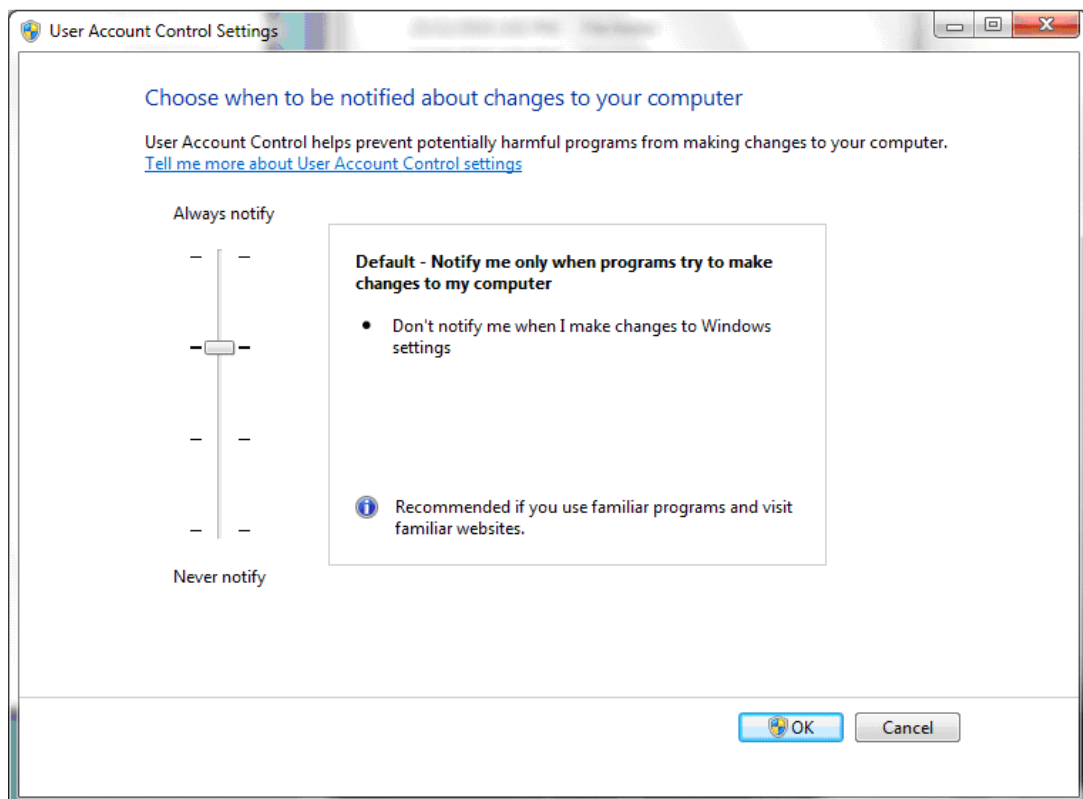 User Account Control Settings
Choose when to be notified about changes to your computer
User Account Control helps prevent potentially harmful programs from making changes to your computer.
Tell me more about User Account Control settings
Always notify
Default - Notify me only when programs try to make
changes to my computer
• Don't notify me when I make changes to Windows
settings
Recommended if you use familiar programs and visit
familiar websites.
Never notify
OK Cancel